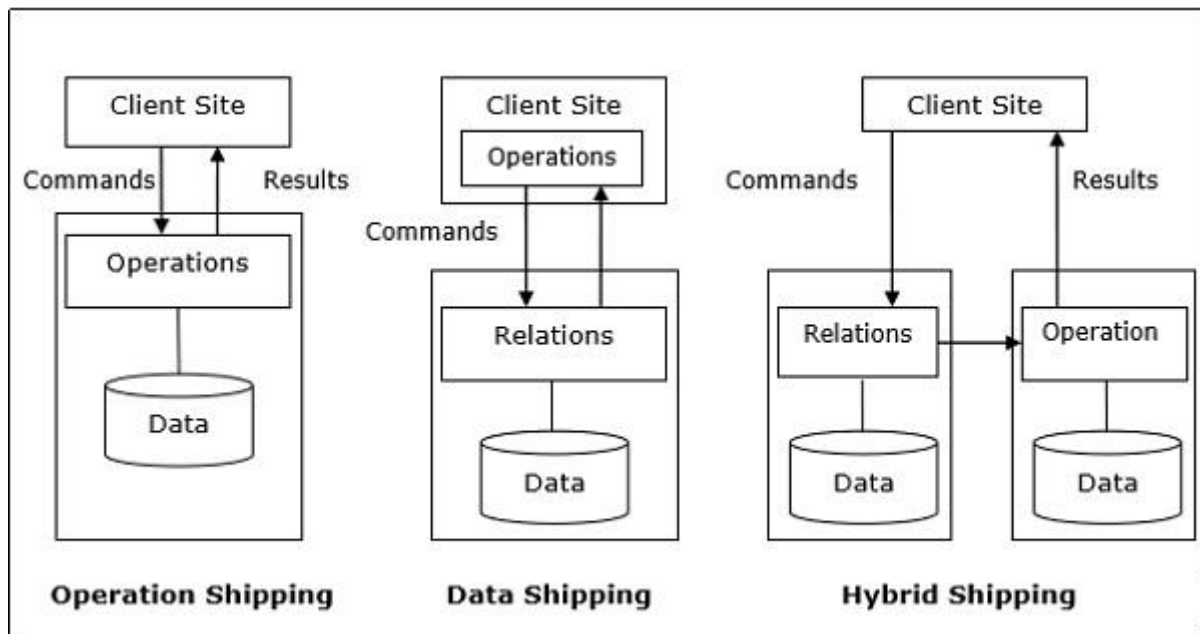 Client Site
Commands
Results
Operations
Data
Operation Shipping
Client Site
Operations
Commands
Relations
Data
Data Shipping
Client Site
Commands
Results
Relations
Operation
Data
Data
Hybrid Shipping